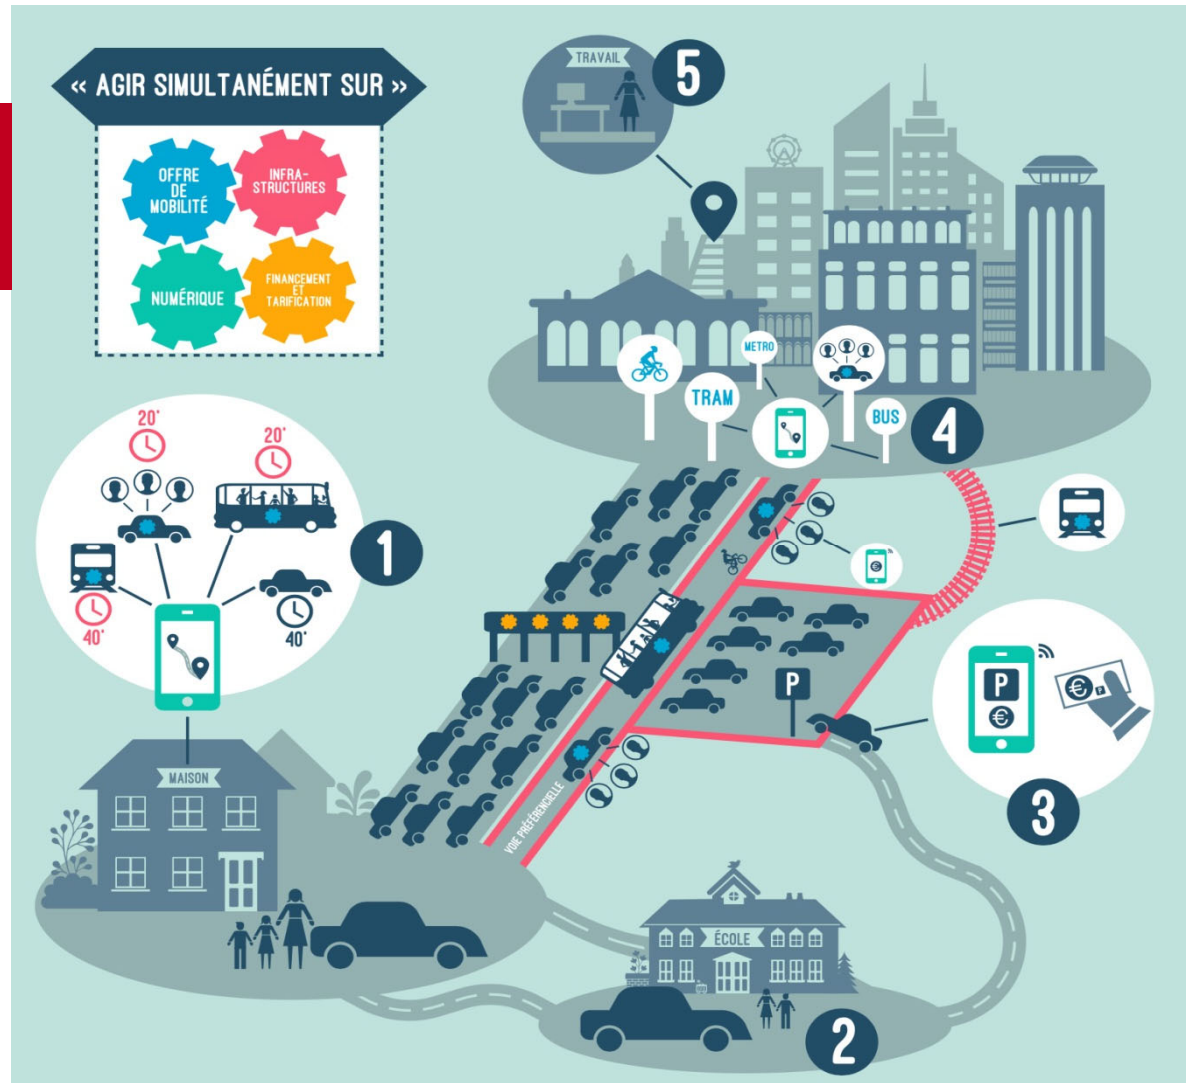 « AGIR SIMULTANÉMENT SUR »
OFFRE
DE
MOBILITÉ
INFRA-
STRUCTURES
NUMÉRIQUE
FINANCEMENT
ET
TARIFICATION
TRAVAIL
5
METRO
TRAM
BUS
4
20'
20'
40'
40'
1
MAISON
€
P
P
€
€
P
3
VOIE PRÉFÉRENCIELLE
ÉCOLE
2